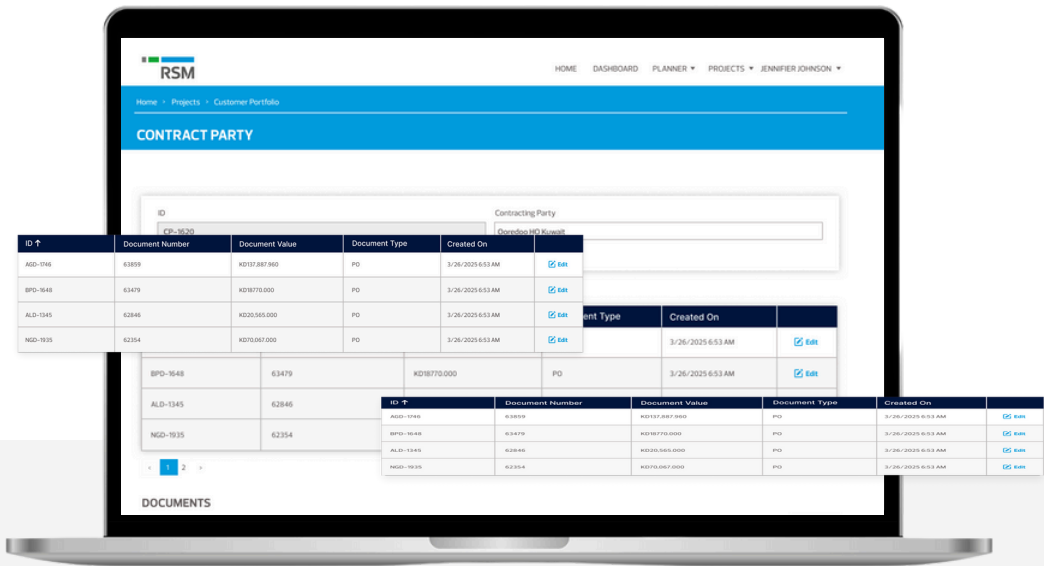 RSM
HOME DASHBOARD PLANNER PROJECTS JENNIFIER JOHNSON
Home Projects Customer Portfolio
CONTRACT PARTY
ID Contracting Party
CP-1620 Ooredoo HO Kuwait
ID ↑ Document Number Document Value Document Type Created On
AGD-1746 63859 KD137,887.960 PO 3/26/2025 6:53 AM Edit
BPD-1648 63479 KD18770.000 PO 3/26/2025 6:53 AM Edit
ALD-1345 62846 KD20,565.000 PO 3/26/2025 6:53 AM Edit
NGD-1935 62354 KD70,067.000 PO 3/26/2025 6:53 AM Edit
ent Type Created On
3/26/2025 6:53 AM Edit
BPD-1648 63479 KD18770.000 PO 3/26/2025 6:53 AM Edit
ALD-1345 62846
NGD-1935 62354
ID ↑ Document Number Document Value Document Type Created On
AGD-1746 63859 KD137,887.960 PO 3/26/2025 6:53 AM Edit
BPD-1648 63479 KD18770.000 PO 3/26/2025 6:53 AM Edit
ALD-1345 62846 KD20,565.000 PO 3/26/2025 6:53 AM Edit
NGD-1935 62354 KD70,067.000 PO 3/26/2025 6:53 AM Edit
‹ 1 2 ›
DOCUMENTS